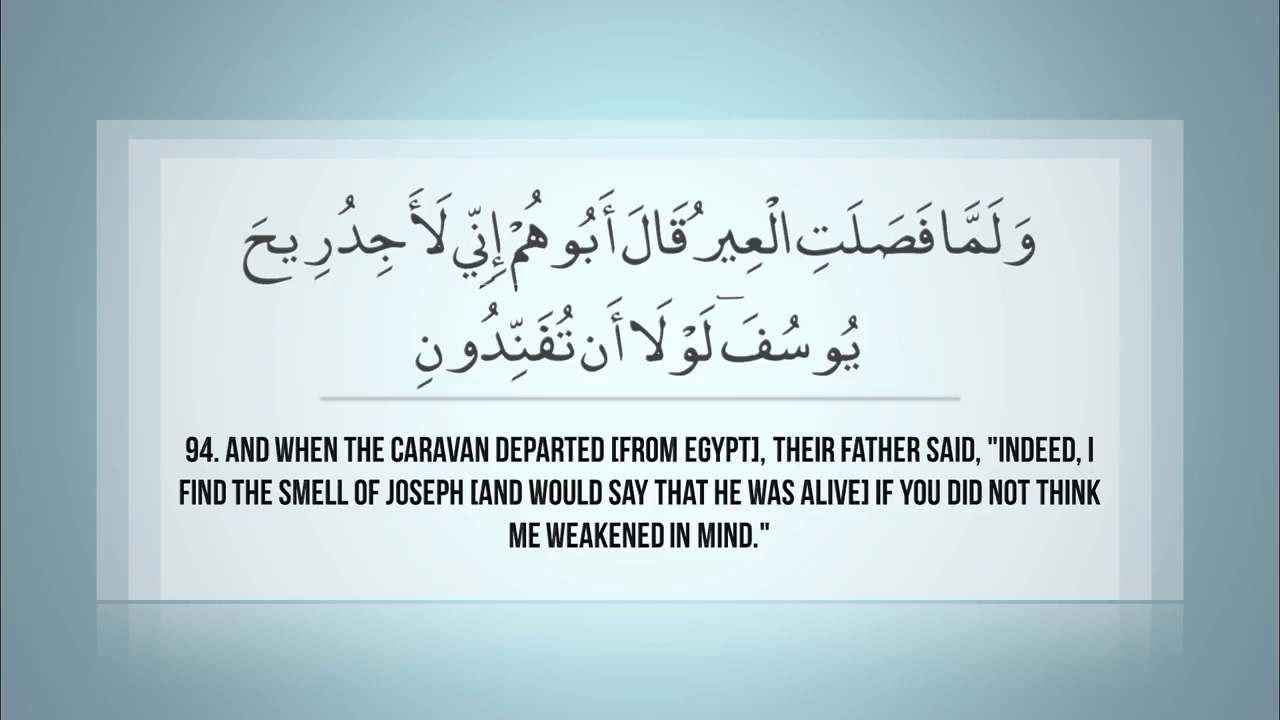 وَلَمَّا فَصَلَتِ الْعِيرُ قَالَ أَبُوهُمْ إِنِّي لَأَجِدُ رِيحَ
يُوسُفَ ۖ لَوْلَا أَن تُفَنِّدُونِ
94. AND WHEN THE CARAVAN DEPARTED [FROM EGYPT], THEIR FATHER SAID, "INDEED, I
FIND THE SMELL OF JOSEPH [AND WOULD SAY THAT HE WAS ALIVE] IF YOU DID NOT THINK
ME WEAKENED IN MIND."